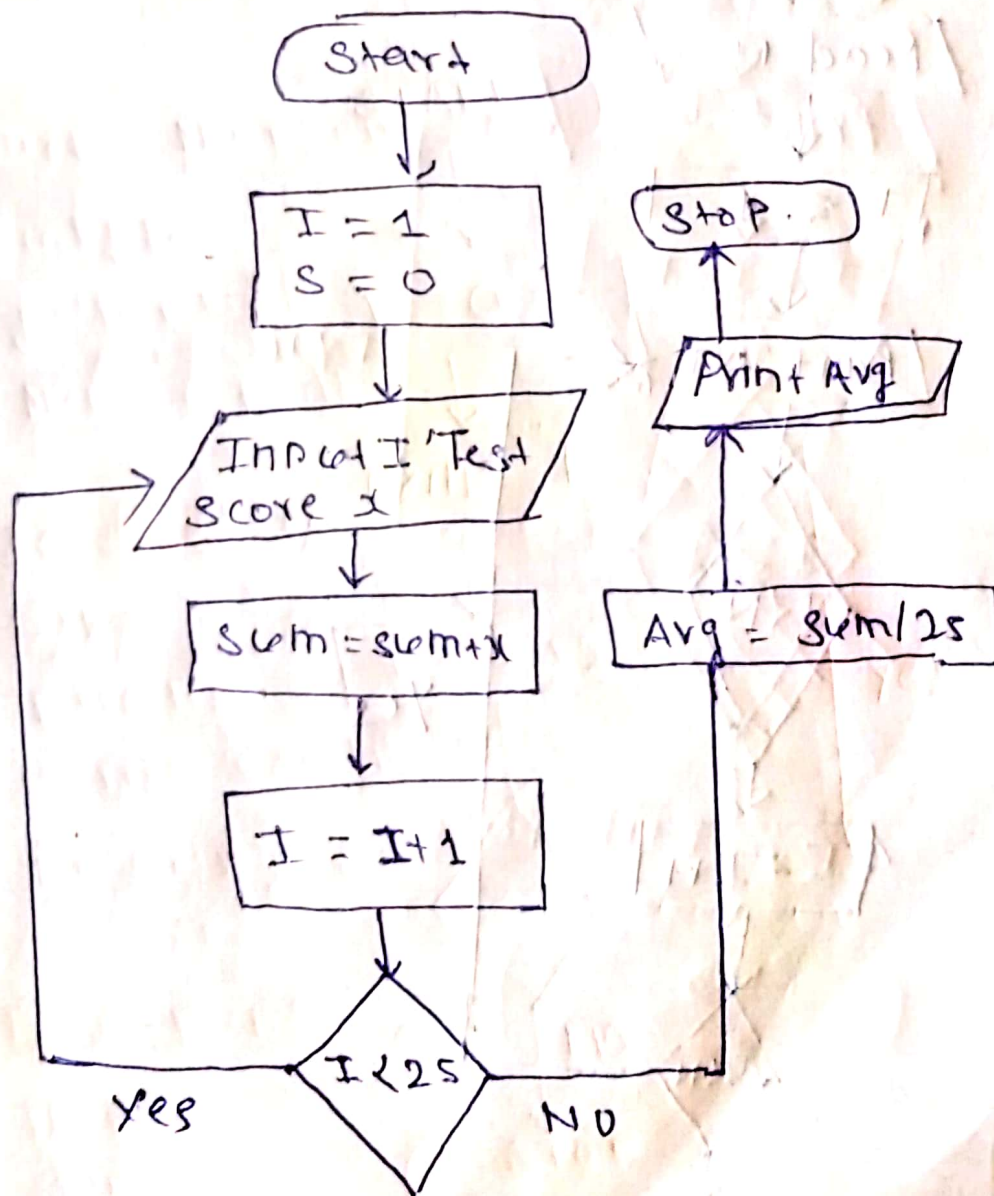 Start
I = 1
S = 0
Input I Test
score x
Sum = sum+x
I = I+1
I < 25
Yes
NO
Avg = Sum/25
Print Avg
Stop.